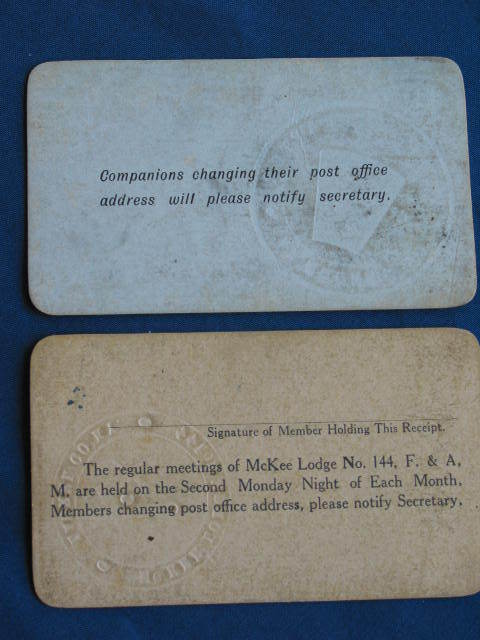 Companions changing their post office
address will please notify secretary.
Signature of Member Holding This Receipt.
The regular meetings of McKee Lodge No. 144, F. & A,
M. are held on the Second Monday Night of Each Month.
Members changing post office address, please notify Secretary.